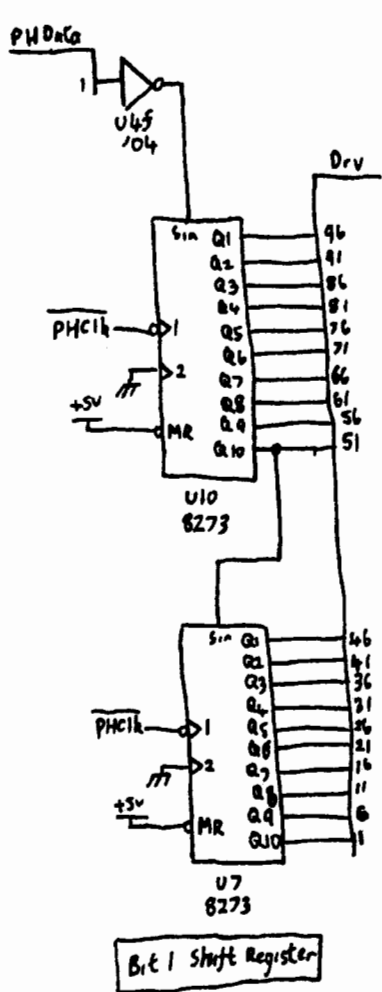 PHData
1
U4f
'04
Drv
Sin
Q1 96
Q2 91
Q3 86
Q4 81
PHClk 1
Q5 76
Q6 71
2
Q7 66
Q8 61
+5V
MR
Q9 56
Q10 51
U10
8273
Sin
Q1 46
Q2 41
Q3 36
Q4 31
PHClk 1
Q5 26
Q6 21
2
Q7 16
Q8 11
+5V
MR
Q9 6
Q10 1
U7
8273
Bit 1 Shift Register